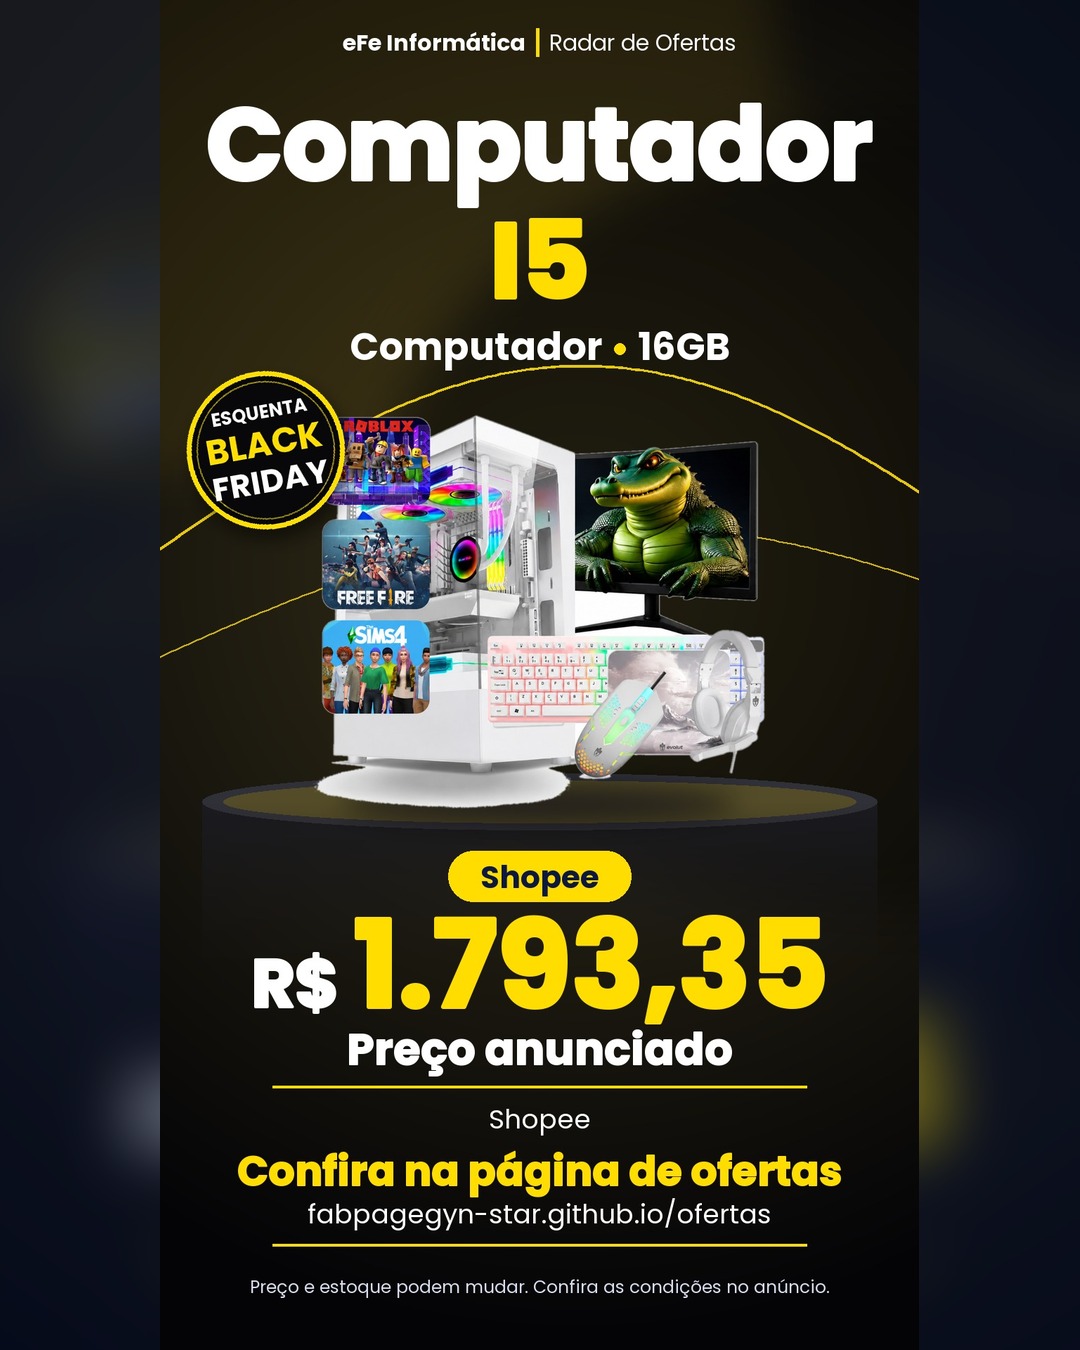 eFe Informática | Radar de Ofertas
Computador
I5
Computador • 16GB
ESQUENTA
BLACK
FRIDAY
ROBLOX
FREE FIRE
THE SIMS4
evolut
Shopee
R$ 1.793,35
Preço anunciado
Shopee
Confira na página de ofertas
fabpagegyn-star.github.io/ofertas
Preço e estoque podem mudar. Confira as condições no anúncio.